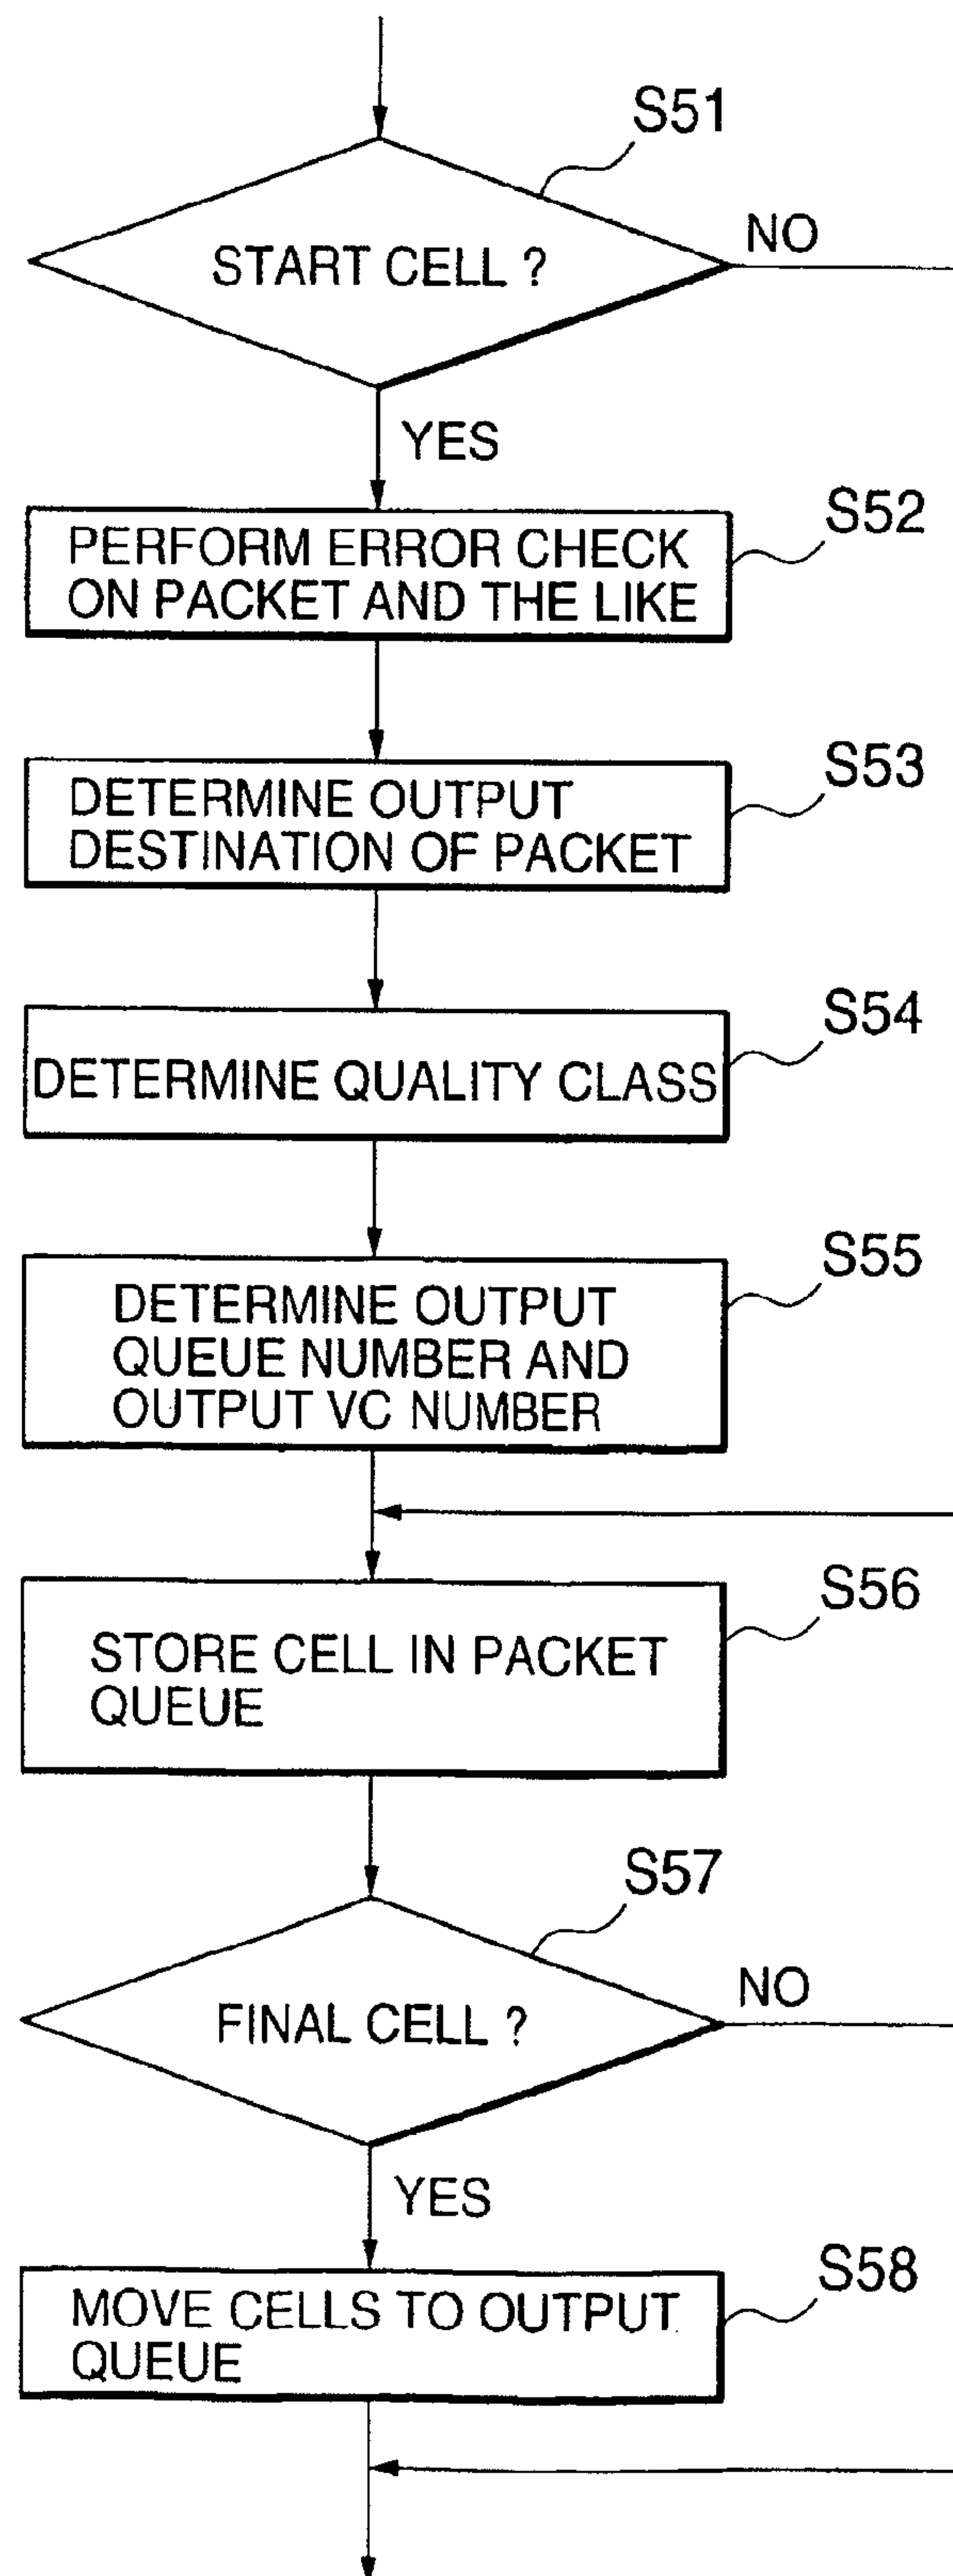 S51
START CELL ?
NO
YES
S52
PERFORM ERROR CHECK
ON PACKET AND THE LIKE
S53
DETERMINE OUTPUT
DESTINATION OF PACKET
S54
DETERMINE QUALITY CLASS
S55
DETERMINE OUTPUT
QUEUE NUMBER AND
OUTPUT VC NUMBER
S56
STORE CELL IN PACKET
QUEUE
S57
FINAL CELL ?
NO
YES
S58
MOVE CELLS TO OUTPUT
QUEUE